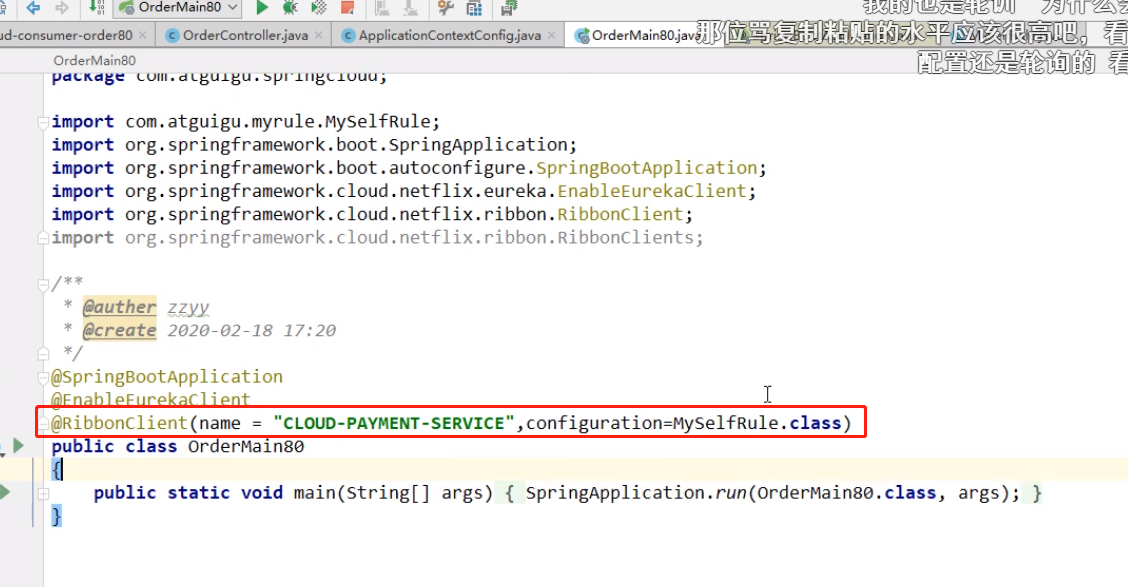 OrderMain80
我的也是轮训 为什么会
ud-consumer-order80 OrderController.java ApplicationContextConfig.java OrderMain80.java
那位骂复制粘贴的水平应该很高吧，看
OrderMain80
配置还是轮询的 看
package com.atguigu.springcloud;
import com.atguigu.myrule.MySelfRule;
import org.springframework.boot.SpringApplication;
import org.springframework.boot.autoconfigure.SpringBootApplication;
import org.springframework.cloud.netflix.eureka.EnableEurekaClient;
import org.springframework.cloud.netflix.ribbon.RibbonClient;
import org.springframework.cloud.netflix.ribbon.RibbonClients;
/**
* @auther zzyy
* @create 2020-02-18 17:20
*/
@SpringBootApplication
@EnableEurekaClient
@RibbonClient(name = "CLOUD-PAYMENT-SERVICE",configuration=MySelfRule.class)
public class OrderMain80
{
public static void main(String[] args) { SpringApplication.run(OrderMain80.class, args); }
}